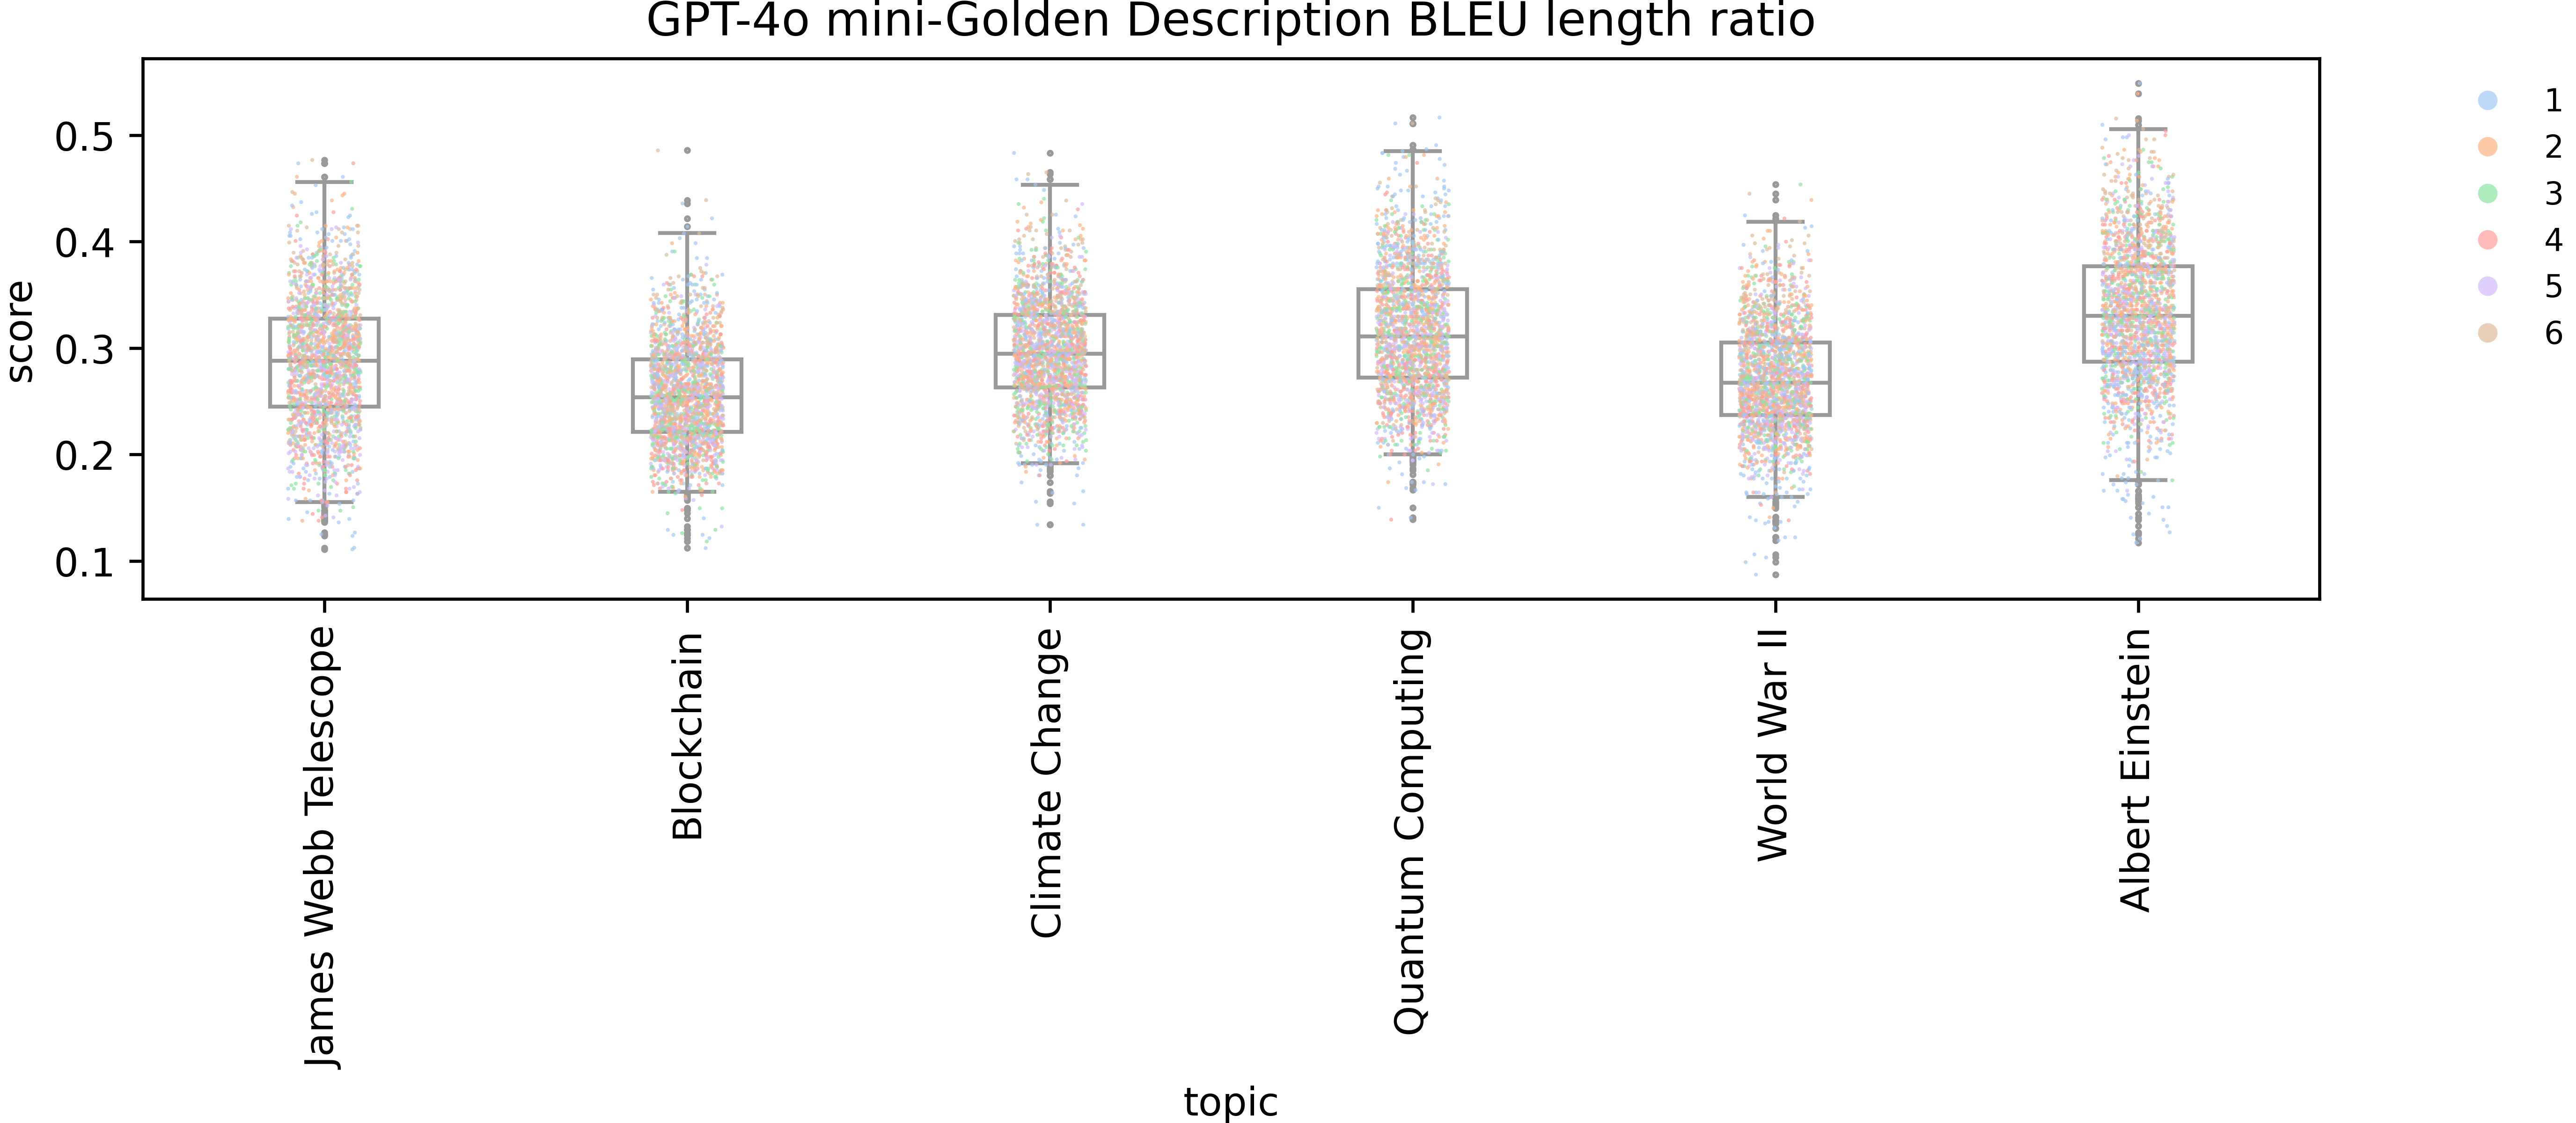 GPT-4o mini-Golden Description BLEU length ratio
score
0.5
0.4
0.3
0.2
0.1
James Webb Telescope
Blockchain
Climate Change
Quantum Computing
World War II
Albert Einstein
topic
1
2
3
4
5
6